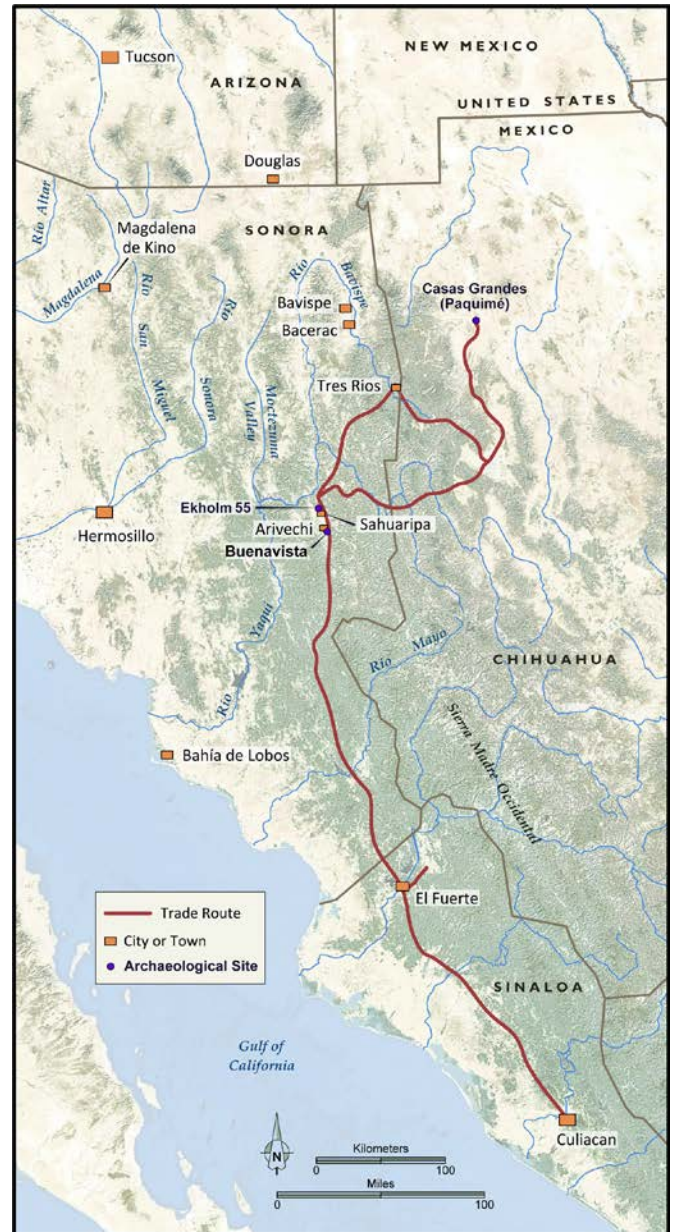 Tucson
NEW MEXICO
ARIZONA
UNITED STATES
MEXICO
Douglas
Río Altar
SONORA
Magdalena
de Kino
Magdalena
Río
San
Miguel
Río
Sonora
Río
Bavispe
Bavispe
Bacerac
Casas Grandes
(Paquimé)
Moctezuma
Valley
Tres Rios
Ekholm 55
Hermosillo
Arivechi
Sahuaripa
Buenavista
Río
Yaqui
Río Mayo
CHIHUAHUA
Sierra Madre Occidental
Bahía de Lobos
El Fuerte
Trade Route
City or Town
Archaeological Site
SINALOA
Gulf of
California
Culiacan
N
Kilometers
0
100
Miles
0
100